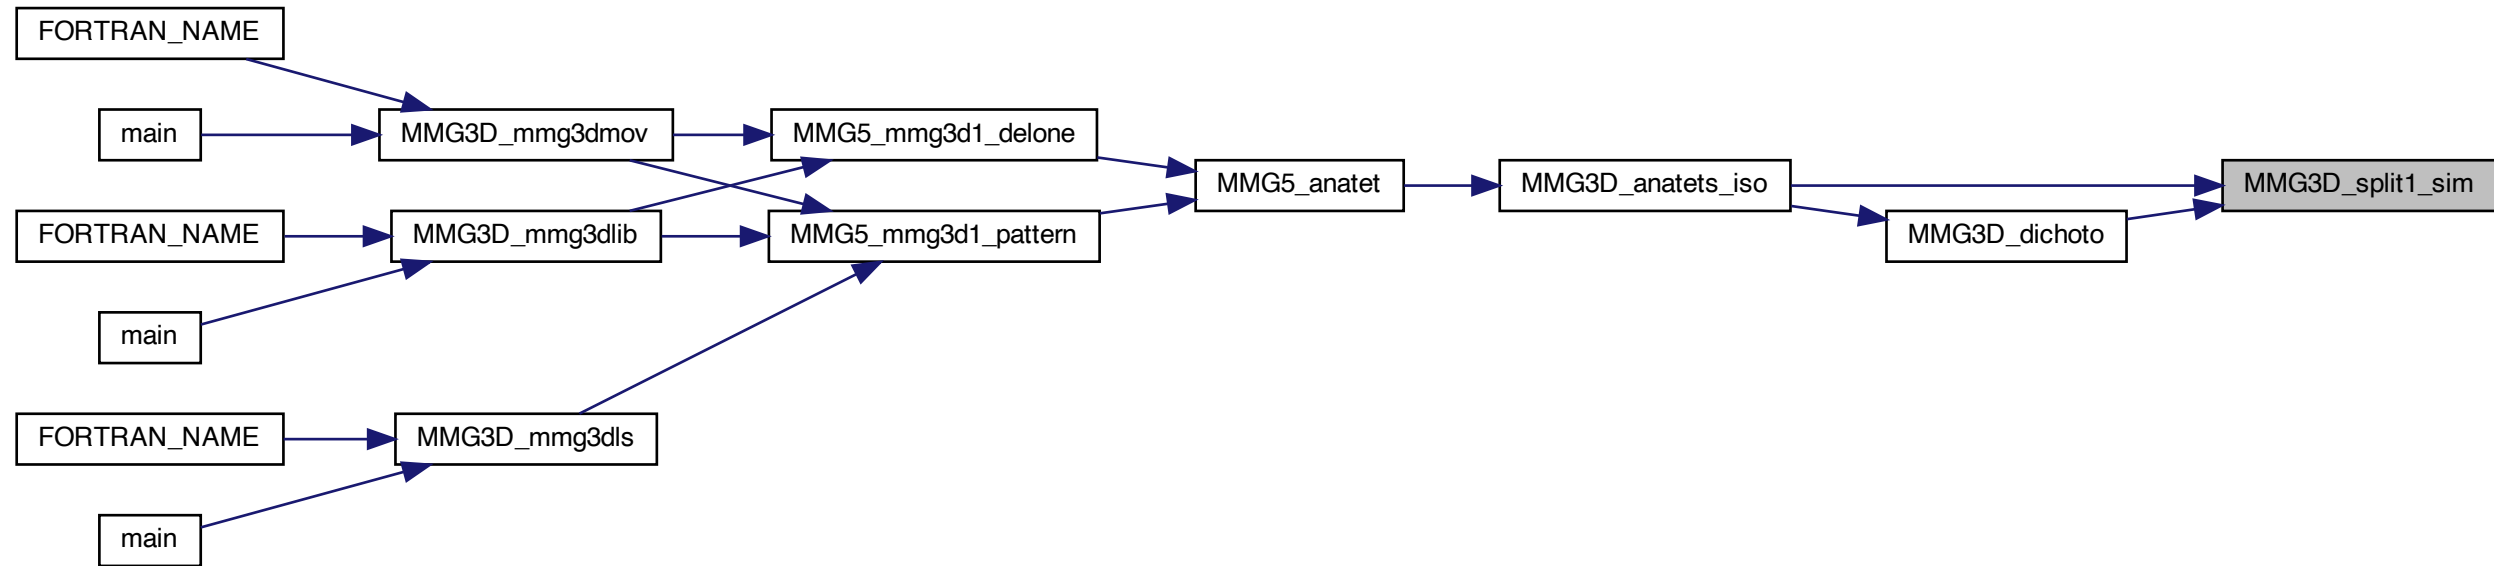 FORTRAN_NAME
main
MMG3D_mmg3dmov
MMG5_mmg3d1_delone
MMG5_anatet
MMG3D_anatets_iso
MMG3D_split1_sim
FORTRAN_NAME
MMG3D_mmg3dlib
MMG5_mmg3d1_pattern
MMG3D_dichoto
main
FORTRAN_NAME
MMG3D_mmg3dls
main